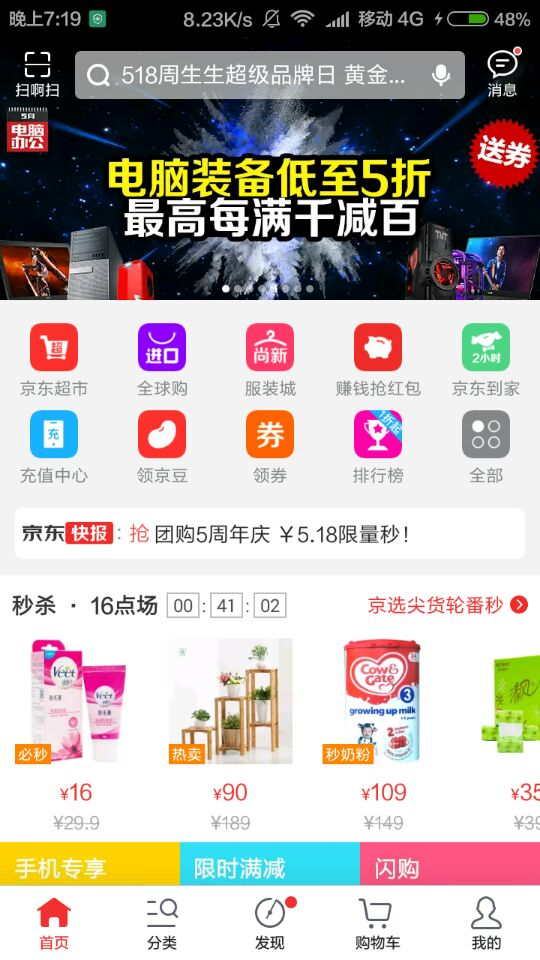 晚上7:19 8.23K/s 移动 4G 48%
扫啊扫 518周生生超级品牌日 黄金... 消息
5月
电脑
办公
送券
电脑装备低至5折
最高每满千减百
超 进口 尚新 2小时
京东超市 全球购 服装城 赚钱抢红包 京东到家
充 券 1折起
充值中心 领京豆 领券 排行榜 全部
京东 快报 : 抢 团购5周年庆 ¥5.18限量秒!
秒杀 · 16点场 00 : 41 : 02 京选尖货轮番秒
Veet
Cow&Gate
3
growing up milk
清风
必秒 热卖 秒奶粉
¥16 ¥90 ¥109 ¥35
¥29.9 ¥189 ¥149 ¥39
手机专享 限时满减 闪购
首页 分类 发现 购物车 我的